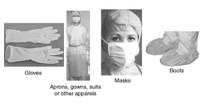 Masks
Gloves
Boots
Aprons, gowns, suits
or other apparels